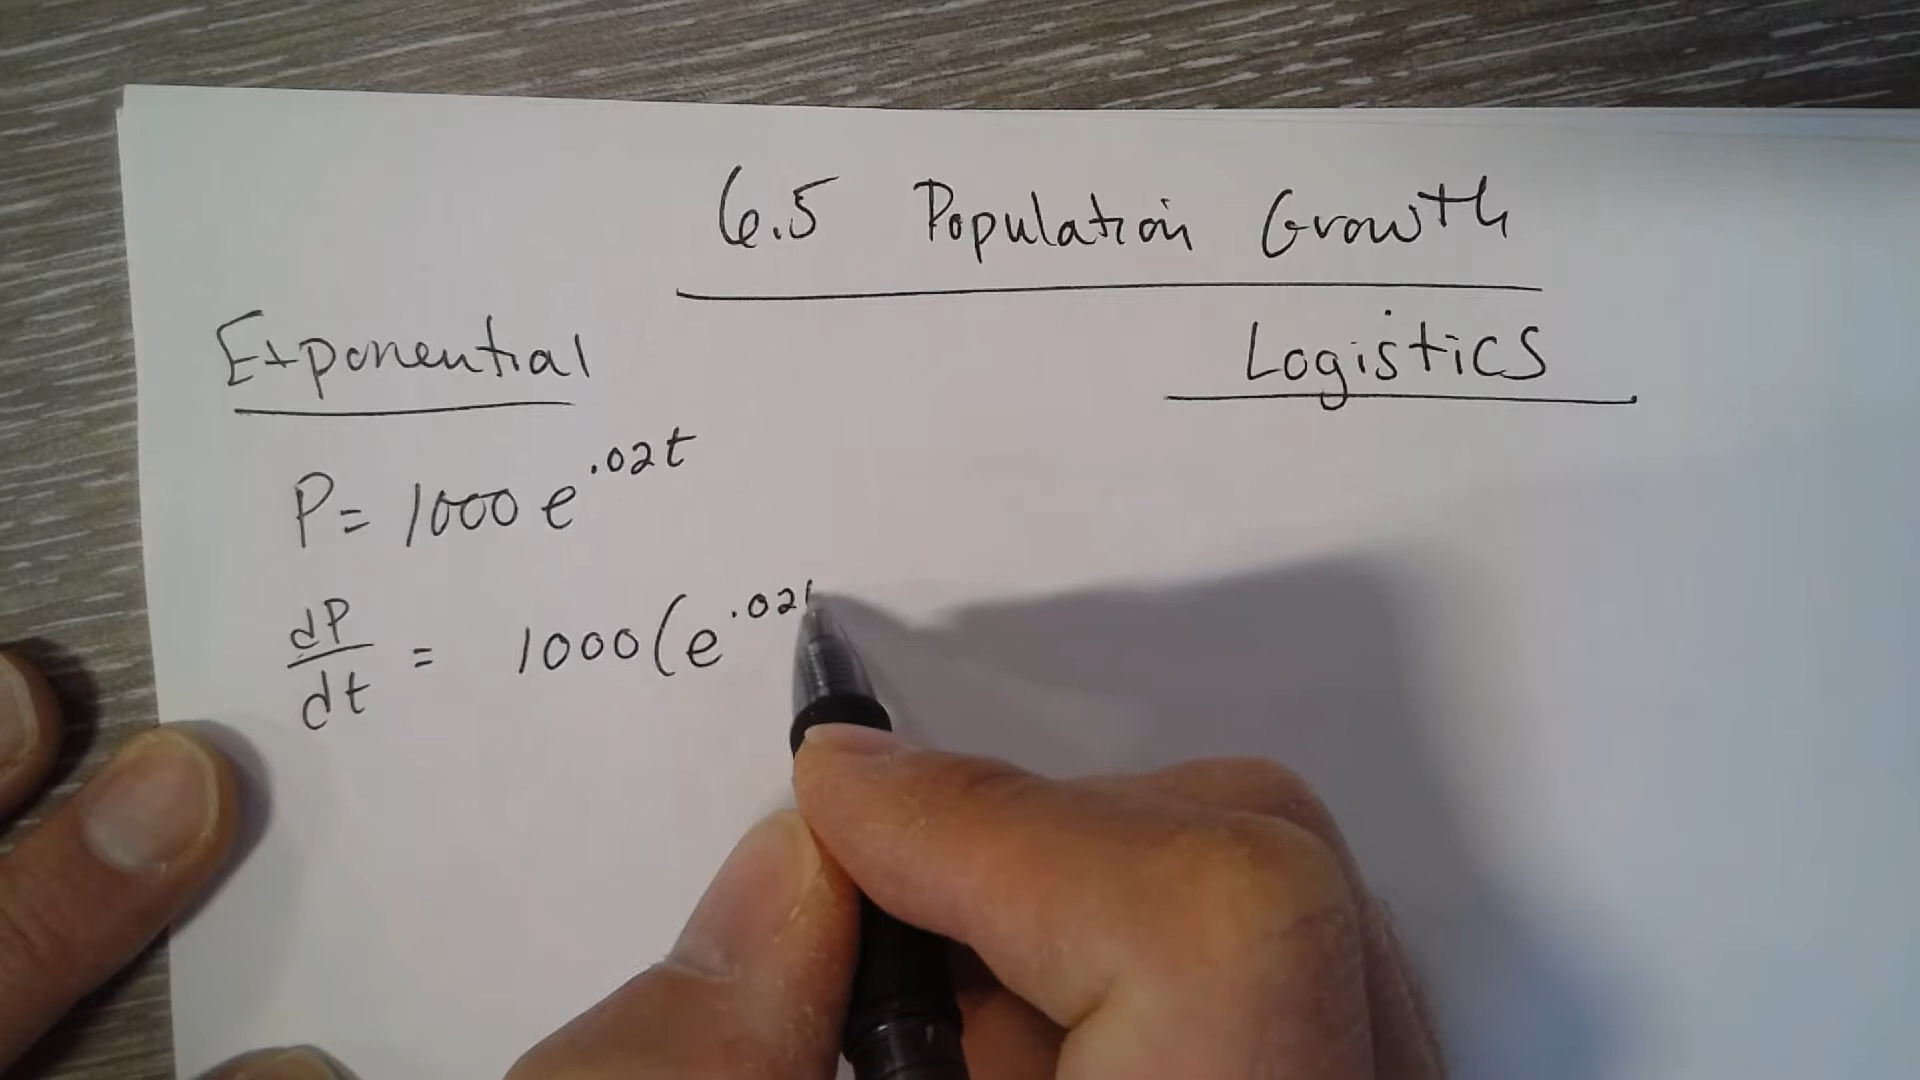 6.5 Population Growth
Exponential
Logistics
P = 1000 e^.02t
dP/dt = 1000(e^.02